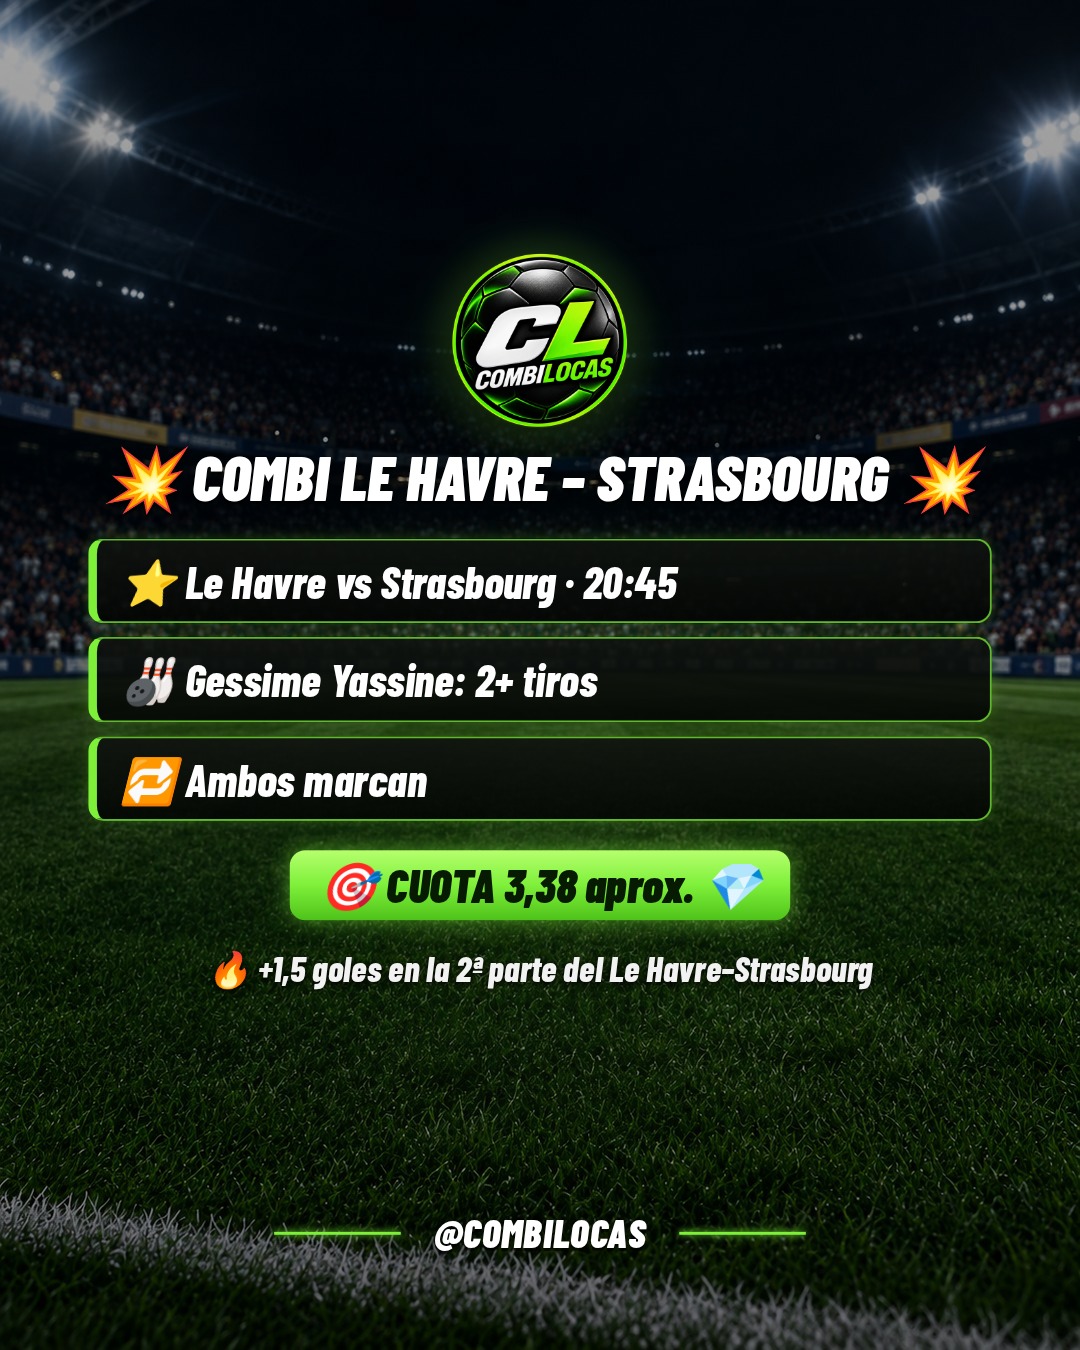 CL
COMBILOCAS
💥 COMBI LE HAVRE – STRASBOURG 💥
⭐ Le Havre vs Strasbourg · 20:45
🎳 Gessime Yassine: 2+ tiros
🔁 Ambos marcan
🎯 CUOTA 3,38 aprox. 💎
🔥 +1,5 goles en la 2ª parte del Le Havre–Strasbourg
@COMBILOCAS